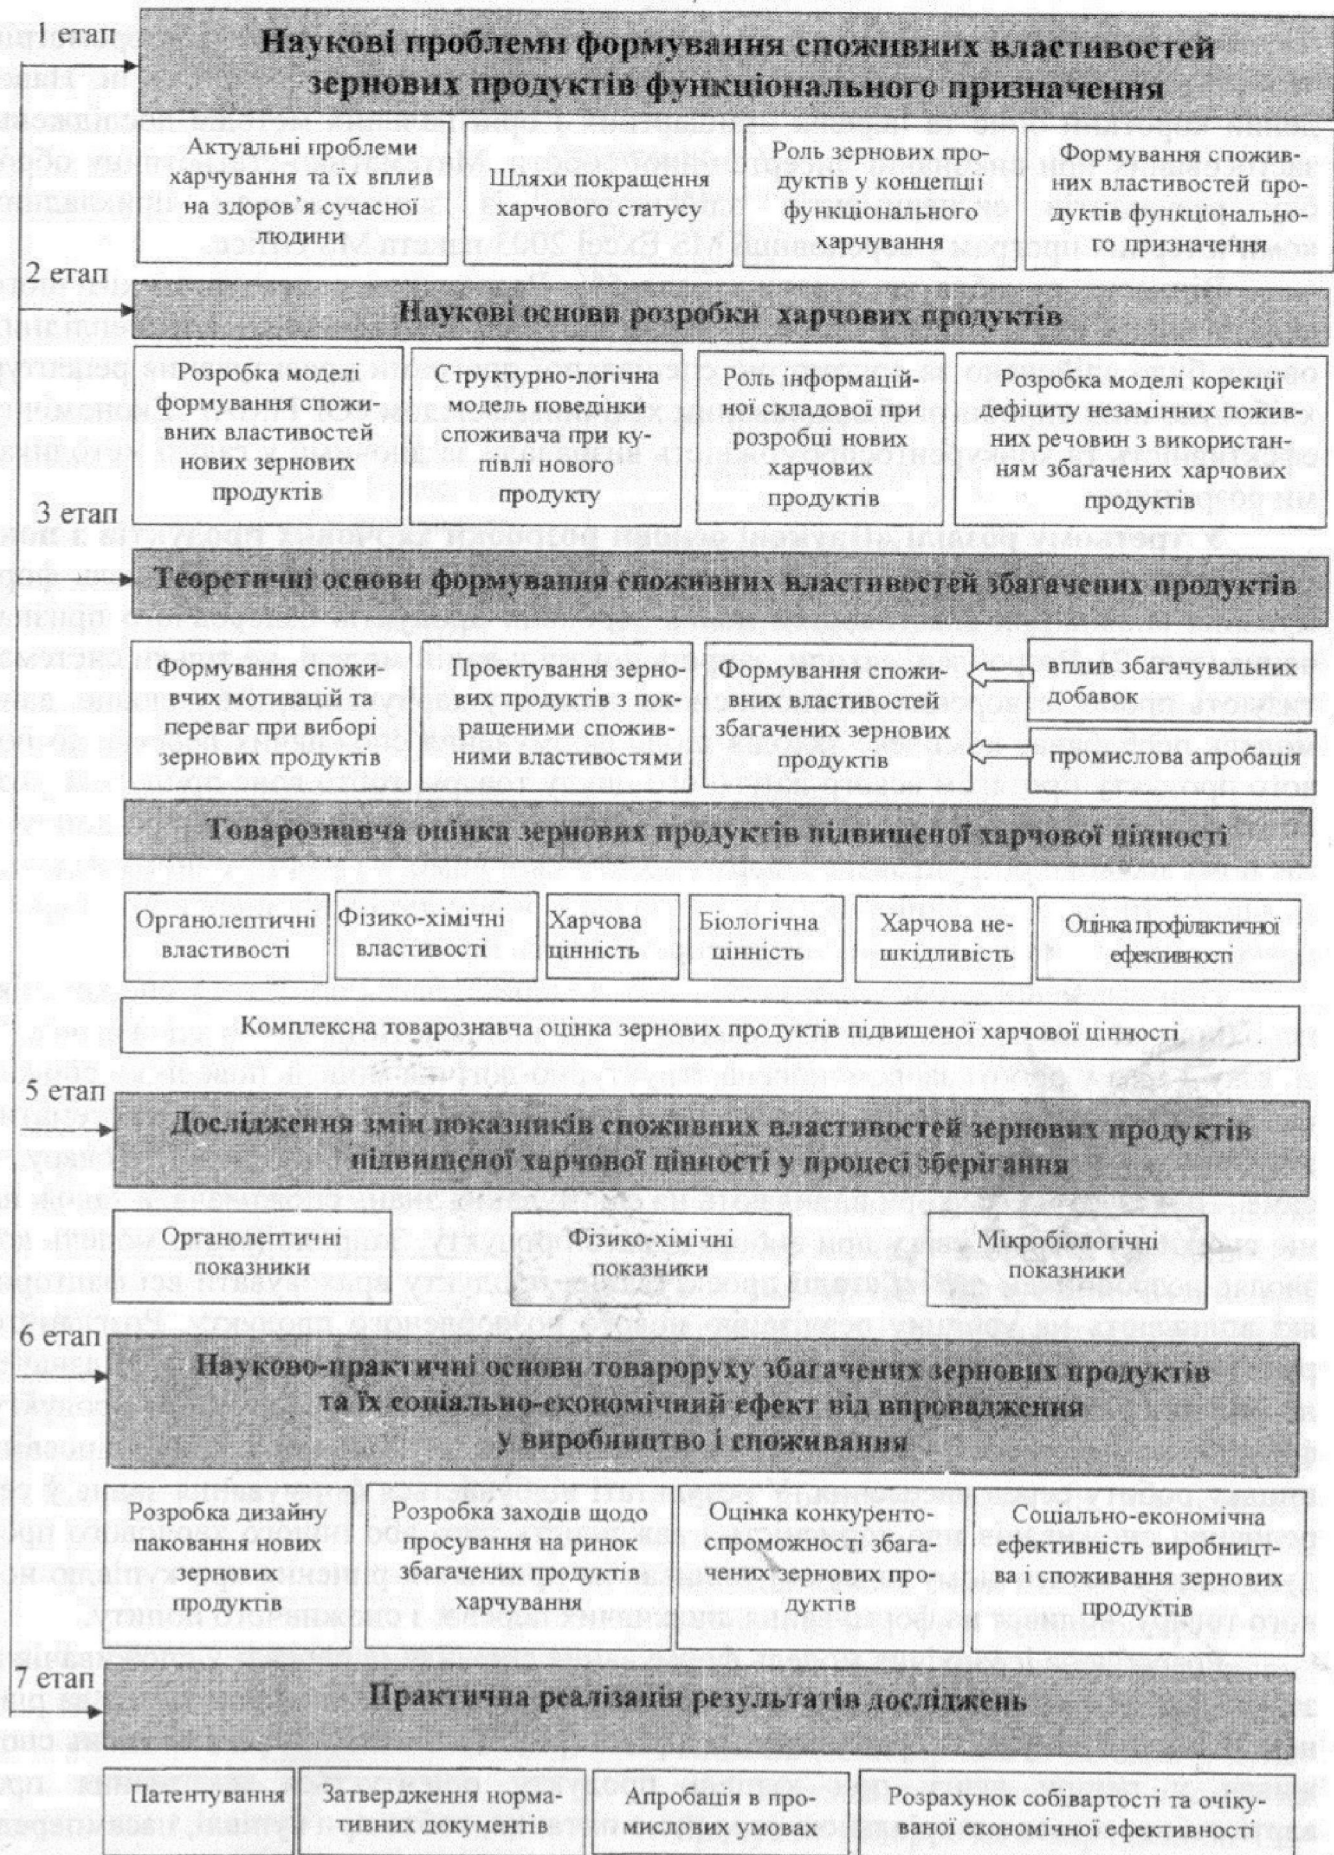 1 етап
Наукові проблеми формування споживних властивостей
зернових продуктів функціонального призначення
Актуальні проблеми
харчування та їх вплив
на здоров'я сучасної
людини
Шляхи покращення
харчового статусу
Роль зернових про-
дуктів у концепції
функціонального
харчування
Формування спожив-
них властивостей про-
дуктів функціонально-
го призначення
2 етап
Наукові основи розробки харчових продуктів
Розробка моделі
формування спожи-
вних властивостей
нових зернових
продуктів
Структурно-логічна
модель поведінки
споживача при ку-
півлі нового
продукту
Роль інформацій-
ної складової при
розробці нових
харчових
продуктів
Розробка моделі корекції
дефіциту незамінних пожив-
них речовин з використан-
ням збагачених харчових
продуктів
3 етап
Теоретичні основи формування споживних властивостей збагачених продуктів
Формування спожи-
вчих мотивацій та
переваг при виборі
зернових продуктів
Проектування зерно-
вих продуктів з пок-
ращеними спожив-
ними властивостями
Формування спожи-
вних властивостей
збагачених зернових
продуктів
вплив збагачувальних
добавок
промислова апробація
Товарознавча оцінка зернових продуктів підвищеної харчової цінності
Органолептичні
властивості
Фізико-хімічні
властивості
Харчова
цінність
Біологічна
цінність
Харчова не-
шкідливість
Оцінка профілактичної
ефективності
Комплексна товарознавча оцінка зернових продуктів підвищеної харчової цінності
5 етап
Дослідження змін показників споживних властивостей зернових продуктів
підвищеної харчової цінності у процесі зберігання
Органолептичні
показники
Фізико-хімічні
показники
Мікробіологічні
показники
6 етап
Науково-практичні основи товароруху збагачених зернових продуктів
та їх соціально-економічний ефект від впровадження
у виробництво і споживання
Розробка дизайну
паковання нових
зернових
продуктів
Розробка заходів щодо
просування на ринок
збагачених продуктів
харчування
Оцінка конкуренто-
спроможності збага-
чених зернових про-
дуктів
Соціально-економічна
ефективність виробницт-
ва і споживання зернових
продуктів
7 етап
Практична реалізація результатів досліджень
Патентування
Затвердження норма-
тивних документів
Апробація в про-
мислових умовах
Розрахунок собівартості та очіку-
ваної економічної ефективності